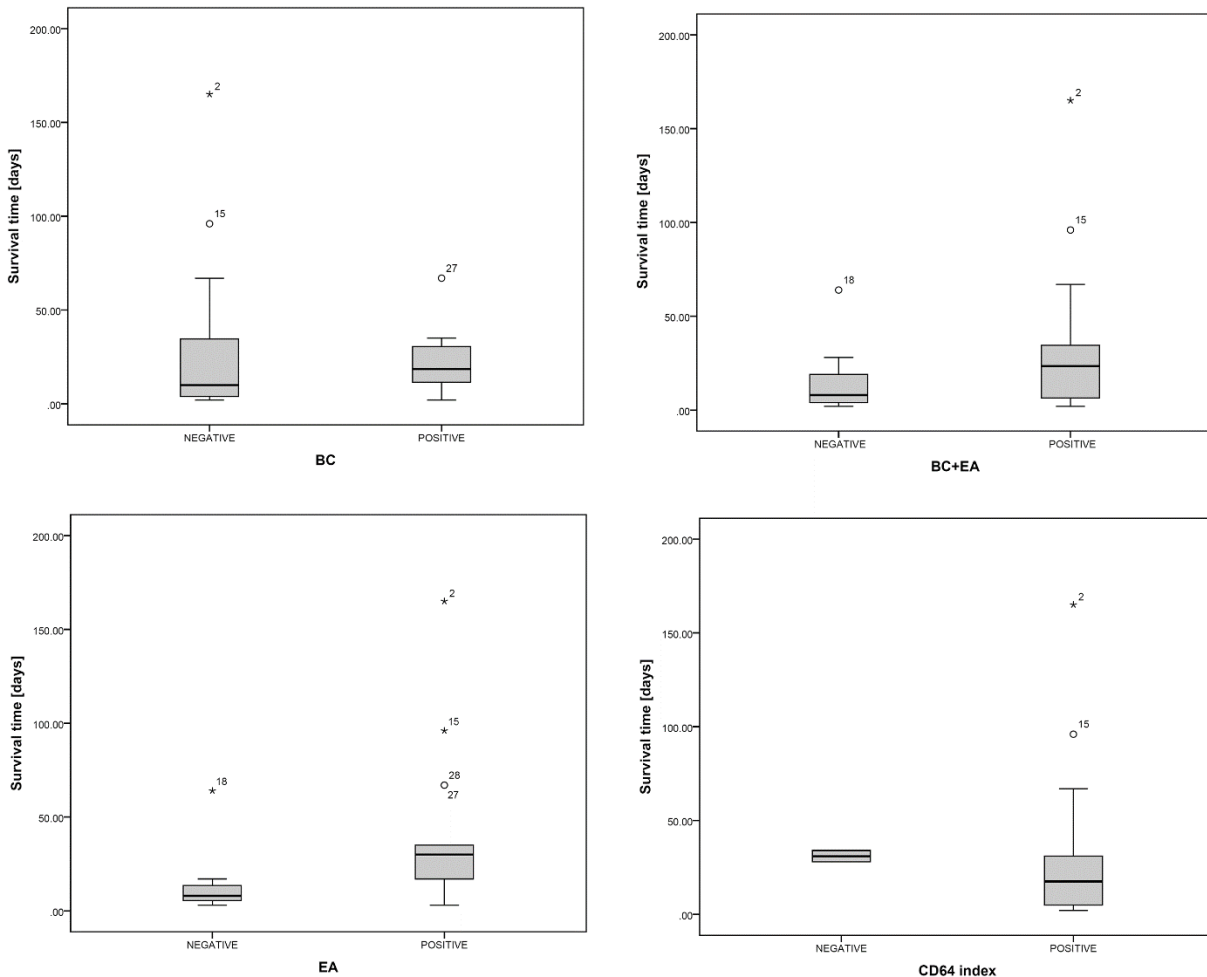 200.00
150.00
100.00
50.00
.00
Survival time [days]
2
15
27
NEGATIVE
POSITIVE
BC
200.00
150.00
100.00
50.00
.00
Survival time [days]
2
15
18
NEGATIVE
POSITIVE
BC+EA
200.00
150.00
100.00
50.00
.00
Survival time [days]
2
15
28
27
18
NEGATIVE
POSITIVE
EA
200.00
150.00
100.00
50.00
.00
Survival time [days]
2
15
NEGATIVE
POSITIVE
CD64 index